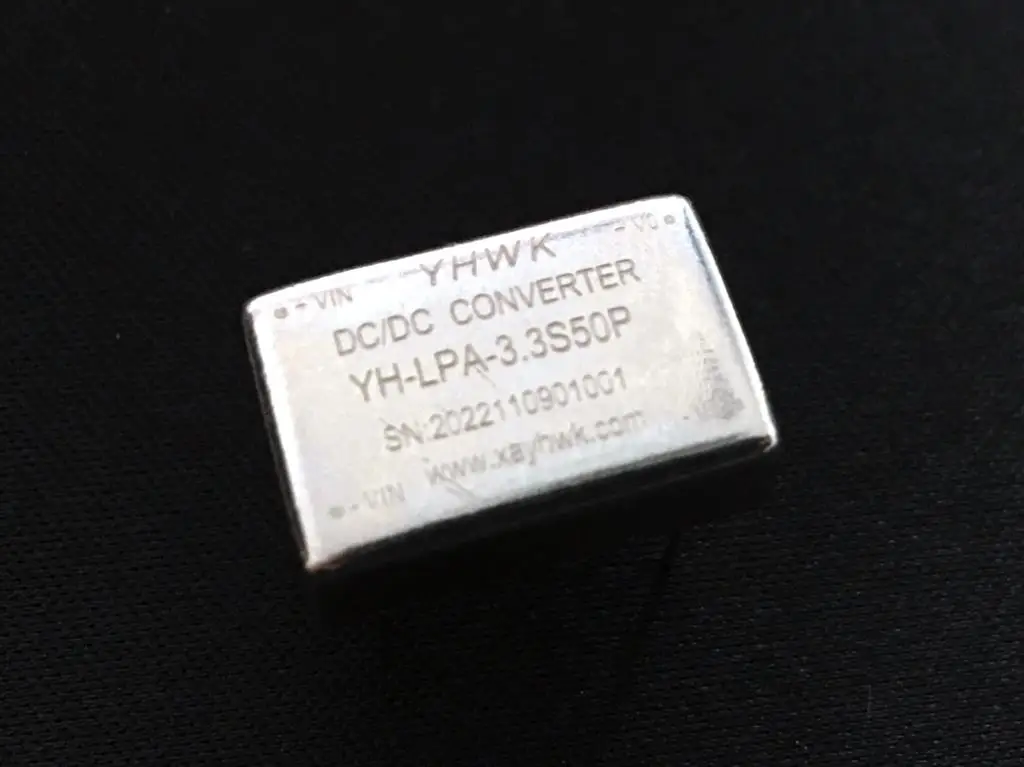 YHWK
- VIN
- VO
DC/DC CONVERTER
YH-LPA-3.3S50P
SN:2022110901001
www.xayhwk.com
- VIN